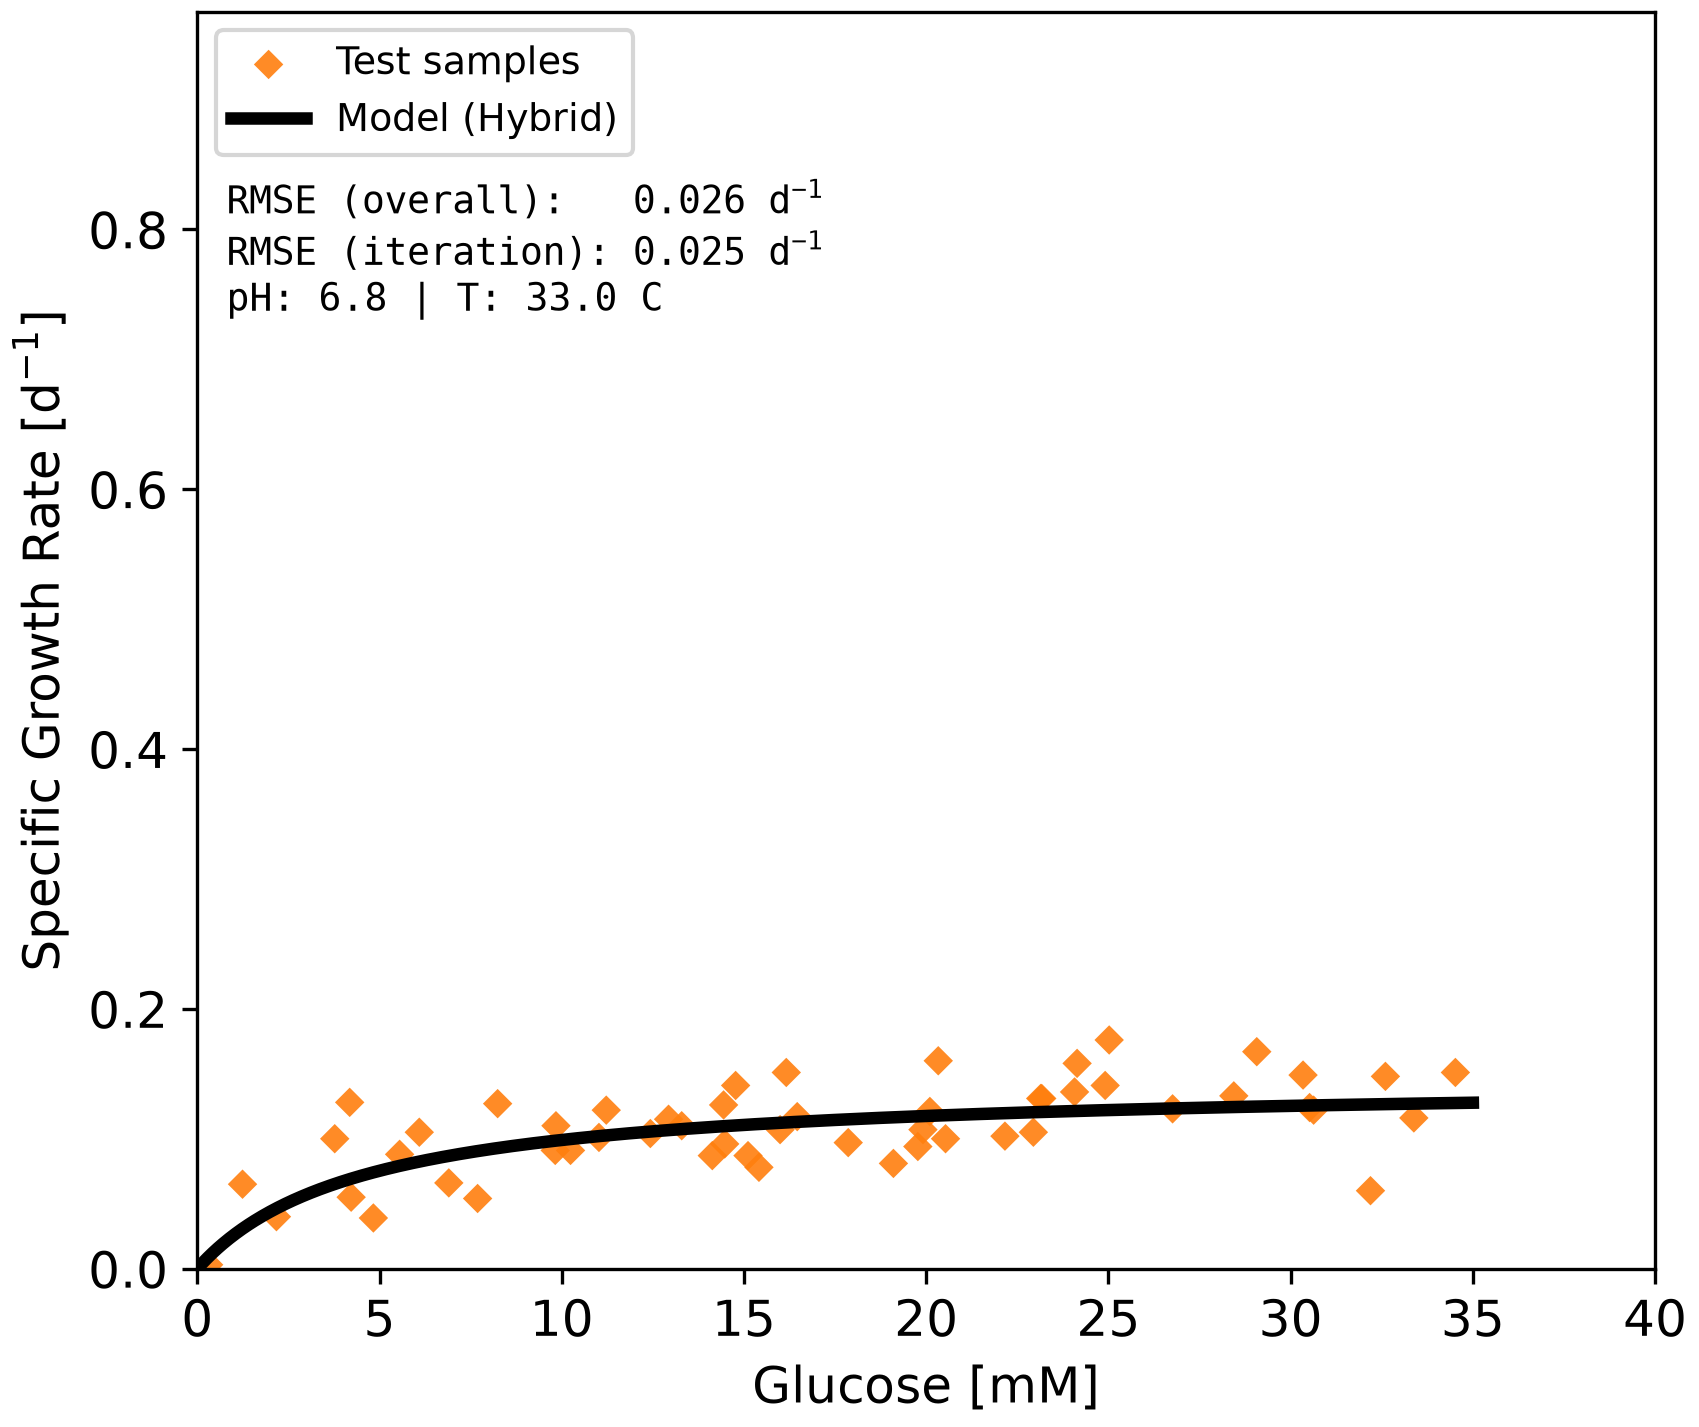 Test samples
Model (Hybrid)
RMSE (overall):   0.026 d⁻¹
RMSE (iteration): 0.025 d⁻¹
pH: 6.8 | T: 33.0 C
Specific Growth Rate [d⁻¹]
0.8
0.6
0.4
0.2
0.0
0 5 10 15 20 25 30 35 40
Glucose [mM]